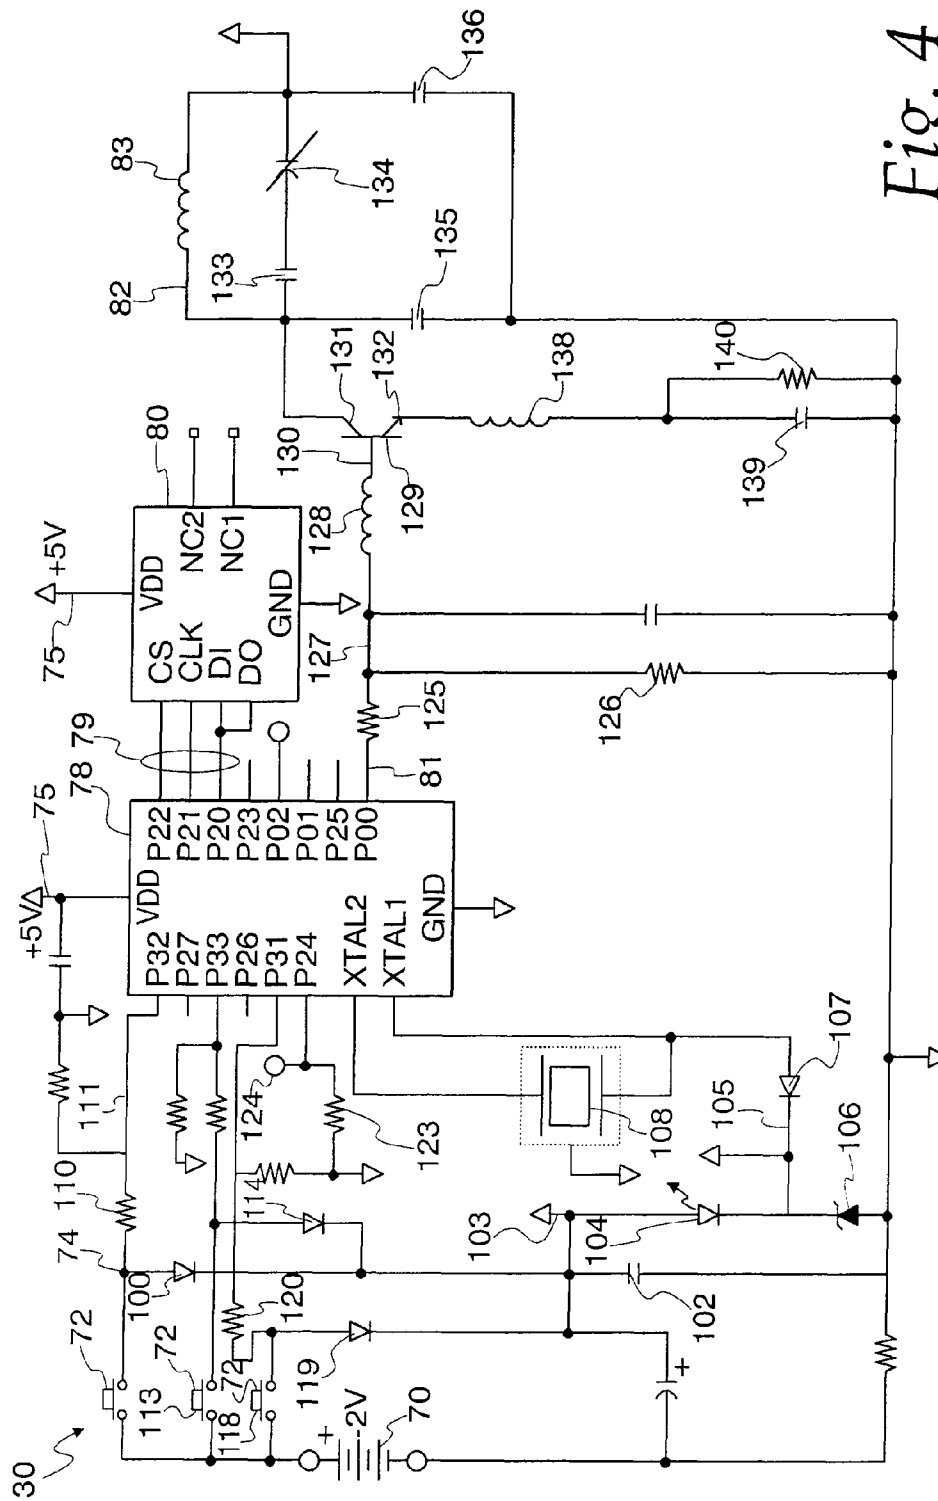 30
72
74
110
111
+5V
75
78
79
75
+5V
80
82
83
133
134
135
136
100
113
72
118
72
119
120
114
124
123
P32
P27
P33
P26
P31
P24
XTAL2
XTAL1
VDD
GND
P22
P21
P20
P23
P02
P01
P25
P00
CS
CLK
DI
DO
VDD
GND
NC2
NC1
81
125
126
127
128
129
130
131
132
138
139
140
+
-2V
70
+
102
103
104
105
106
107
108
Fig. 4